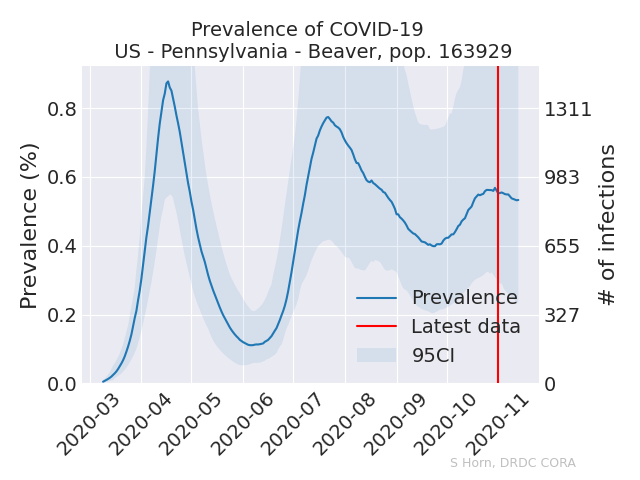 Prevalence of COVID-19
US - Pennsylvania - Beaver, pop. 163929
Prevalence (%)
0.8
0.6
0.4
0.2
0.0
1311
983
655
327
0
# of infections
Prevalence
Latest data
95CI
2020-03
2020-04
2020-05
2020-06
2020-07
2020-08
2020-09
2020-10
2020-11
S Horn, DRDC CORA